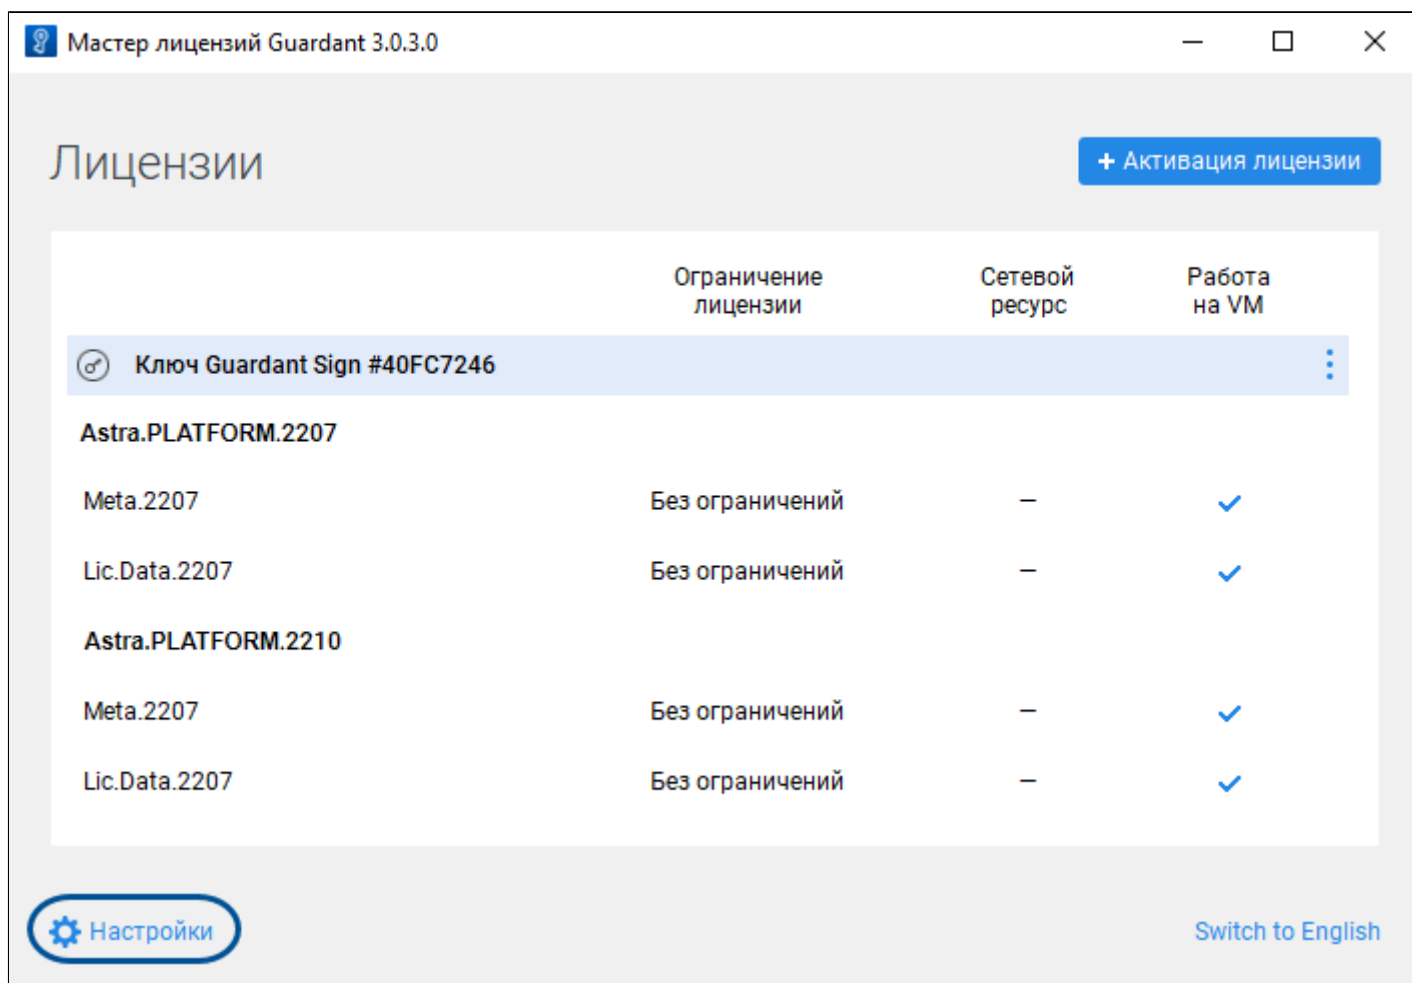 Мастер лицензий Guardant 3.0.3.0
Лицензии
+ Активация лицензии
Ограничение лицензии
Сетевой ресурс
Работа на VM
Ключ Guardant Sign #40FC7246
Astra.PLATFORM.2207
Meta.2207 Без ограничений –
Lic.Data.2207 Без ограничений –
Astra.PLATFORM.2210
Meta.2207 Без ограничений –
Lic.Data.2207 Без ограничений –
Настройки
Switch to English